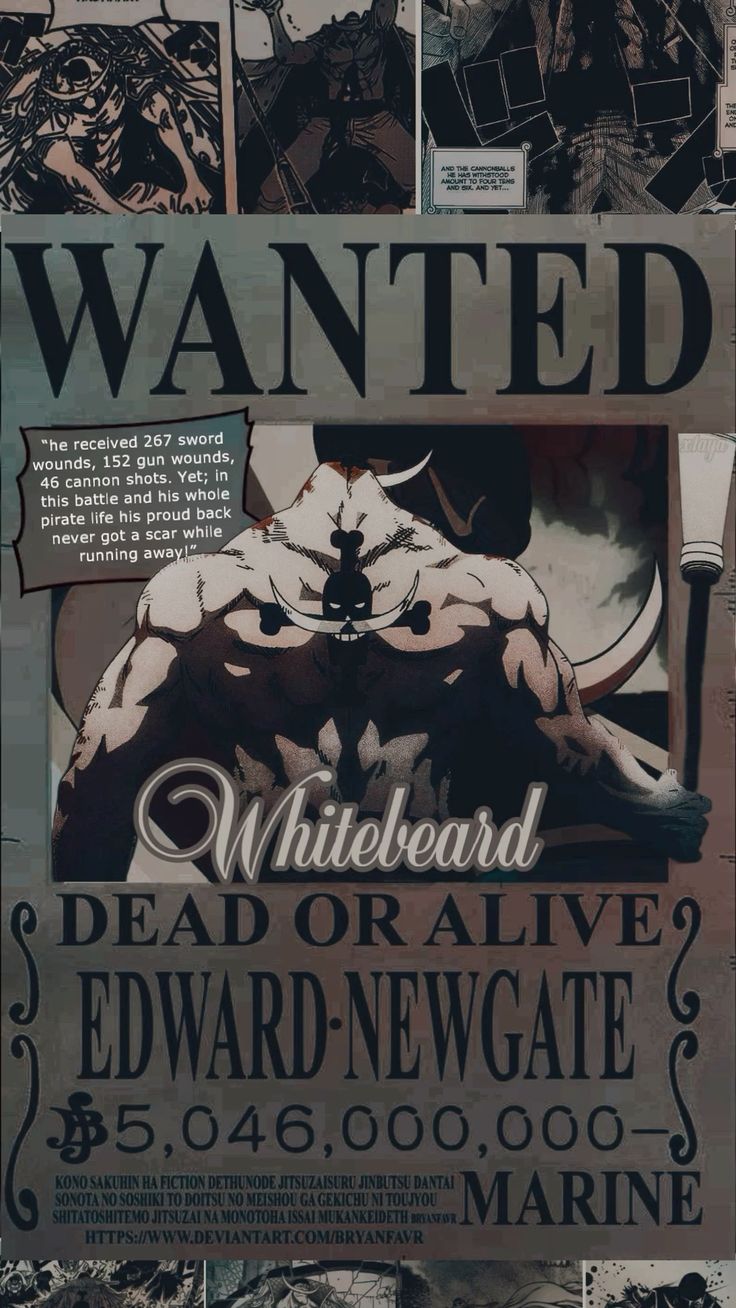 AND THE CANNONBALLS
HE HAS WITHSTOOD
AMOUNT TO FOUR TENS
AND SIX. AND YET...
WANTED
"he received 267 sword
wounds, 152 gun wounds,
46 cannon shots. Yet; in
this battle and his whole
pirate life his proud back
never got a scar while
running away!"
xlaya
Whitebeard
DEAD OR ALIVE
EDWARD·NEWGATE
5,046,000,000–
KONO SAKUHIN HA FICTION DETHUNODE JITSUZAISURU JINBUTSU DANTAI
SONOTA NO SOSHIKI TO DOITSU NO MEISHOU GA GEKICHU NI TOUJYOU
SHITATOSHITEMO JITSUZAI NA MONOTOHA ISSAI MUKANKEIDETH BRYANFAVR
HTTPS://WWW.DEVIANTART.COM/BRYANFAVR
MARINE